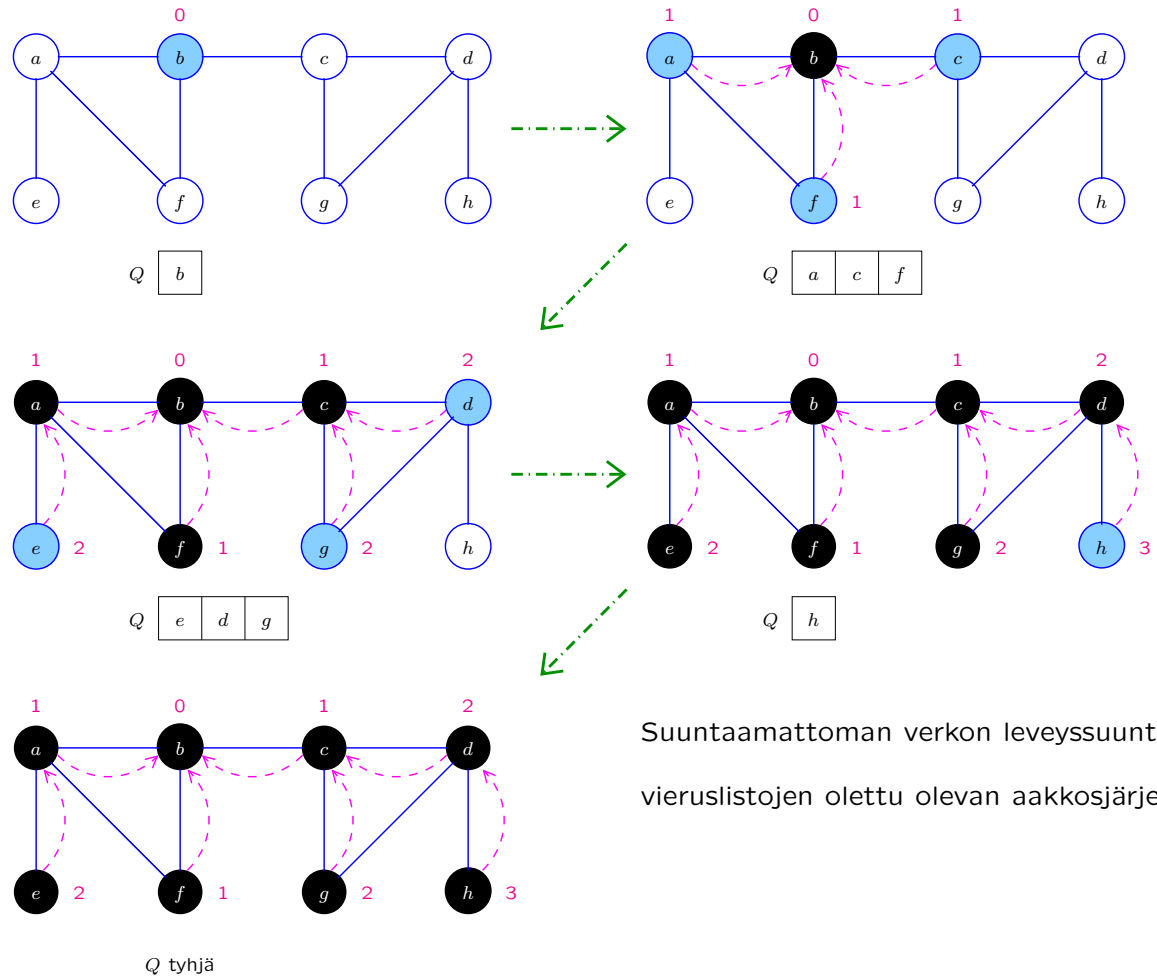 0
a b c d
e f g h
Q b
1 0 1
a b c d
e f 1 g h
Q a c f
1 0 1 2
a b c d
e 2 f 1 g 2 h
Q e d g
1 0 1 2
a b c d
e 2 f 1 g 2 h 3
Q h
1 0 1 2
a b c d
e 2 f 1 g 2 h 3
Q tyhjä
Suuntaamattoman verkon leveyssuunt
vieruslistojen olettu olevan aakkosjärje